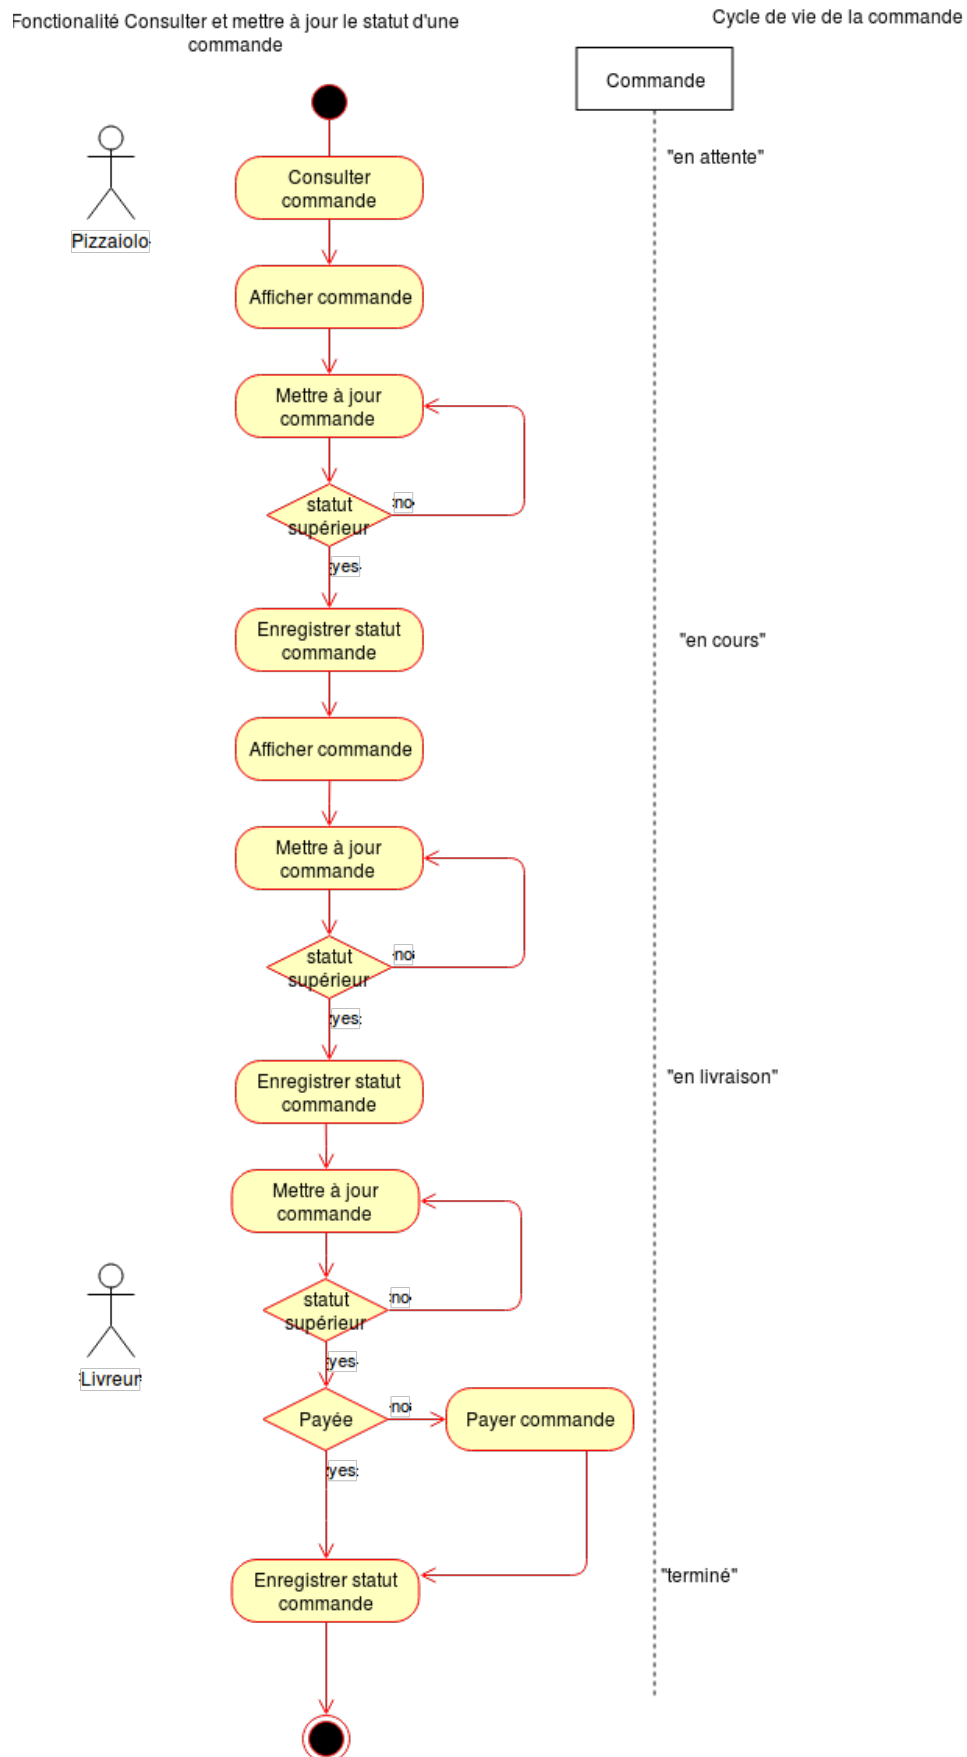 Fonctionalité Consulter et mettre à jour le statut d'une
commande
Cycle de vie de la commande
Commande
"en attente"
Pizzaiolo
Consulter
commande
Afficher commande
Mettre à jour
commande
statut
supérieur
no
yes
Enregistrer statut
commande
"en cours"
Afficher commande
Mettre à jour
commande
statut
supérieur
no
yes
Enregistrer statut
commande
"en livraison"
Mettre à jour
commande
Livreur
statut
supérieur
no
yes
Payée
no
Payer commande
yes
Enregistrer statut
commande
"terminé"